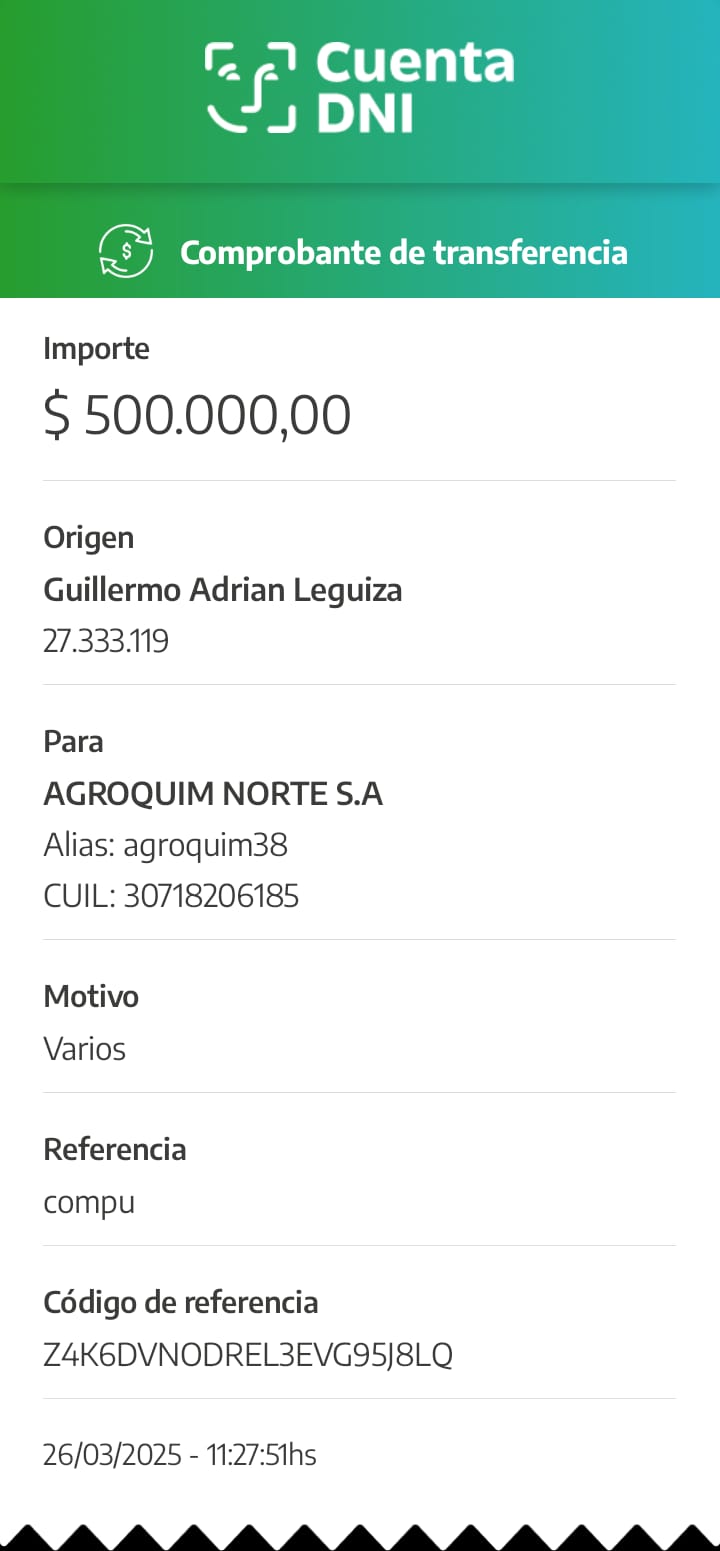 Cuenta
DNI
Comprobante de transferencia
Importe
$ 500.000,00
Origen
Guillermo Adrian Leguiza
27.333.119
Para
AGROQUIM NORTE S.A
Alias: agroquim38
CUIL: 30718206185
Motivo
Varios
Referencia
compu
Código de referencia
Z4K6DVNODREL3EVG95J8LQ
26/03/2025 - 11:27:51hs